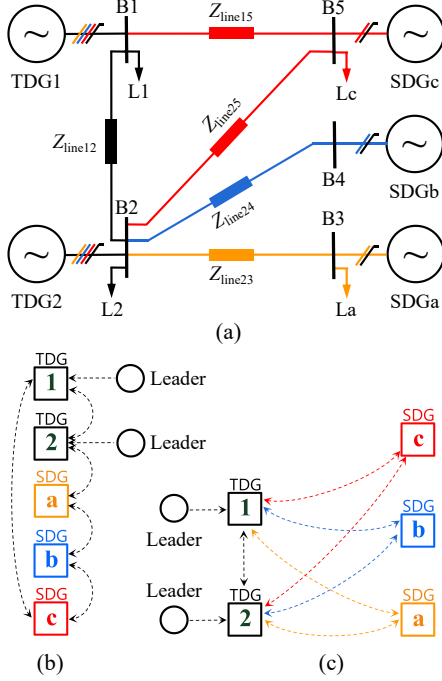 B1
B5
Zline15
TDG1
SDGc
L1
Lc
Zline12
Zline25
B2
B4
SDGb
Zline24
B3
TDG2
L2
Zline23
La
SDGa
(a)
TDG
1
Leader
TDG
2
Leader
SDG
a
SDG
b
SDG
c
(b)
SDG
c
TDG
1
Leader
SDG
b
Leader
TDG
2
SDG
a
(c)